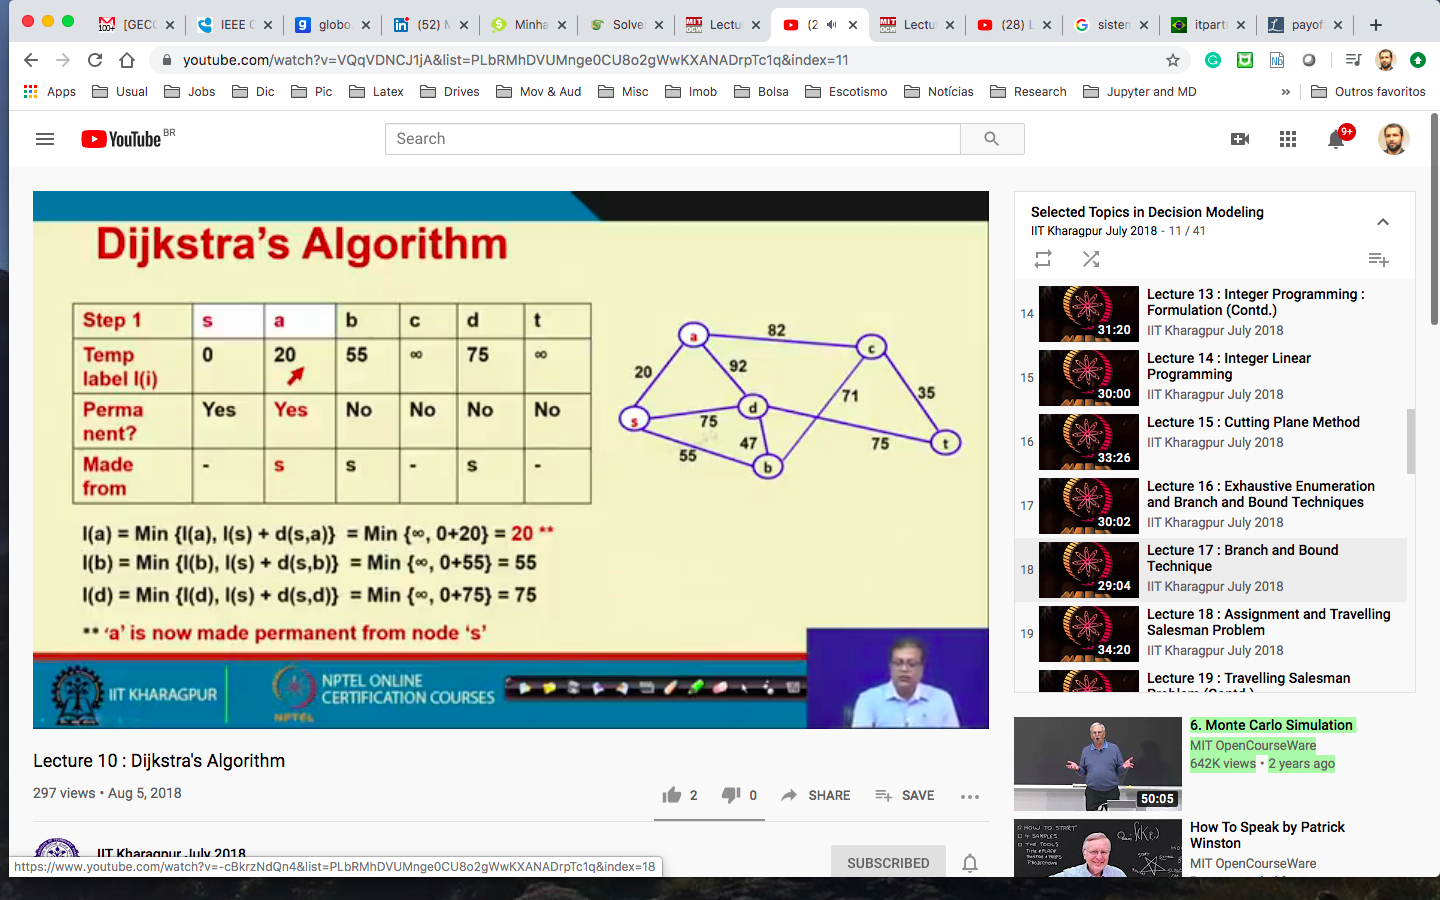 [GEC
IEEE C
globo.
(52) M
Minha
Solve
Lectu
(2
Lectu
(28) L
sistem
itpart
payof
youtube.com/watch?v=VQqVDNCJ1jA&list=PLbRMhDVUMnge0CU8o2gWwKXANADrpTc1q&index=11
Apps Usual Jobs Dic Pic Latex Drives Mov & Aud Misc Imob Bolsa Escotismo Notícias Research Jupyter and MD » Outros favoritos
YouTube BR
Search
9+
Dijkstra's Algorithm
Step 1 s a b c d t
Temp label l(i) 0 20 55 ∞ 75 ∞
Perma nent? Yes Yes No No No No
Made from - s s - s -
a 82 c
20 92 71 35
s 75 d 75 t
55 47 b
l(a) = Min {l(a), l(s) + d(s,a)} = Min {∞, 0+20} = 20 **
l(b) = Min {l(b), l(s) + d(s,b)} = Min {∞, 0+55} = 55
l(d) = Min {l(d), l(s) + d(s,d)} = Min {∞, 0+75} = 75
** 'a' is now made permanent from node 's'
IIT KHARAGPUR
NPTEL
NPTEL ONLINE
CERTIFICATION COURSES
Lecture 10 : Dijkstra's Algorithm
297 views • Aug 5, 2018
2 0 SHARE SAVE
IIT Kharagpur July 2018
SUBSCRIBED
https://www.youtube.com/watch?v=-cBkrzNdQn4&list=PLbRMhDVUMnge0CU8o2gWwKXANADrpTc1q&index=18
Selected Topics in Decision Modeling
IIT Kharagpur July 2018 - 11 / 41
14
31:20
Lecture 13 : Integer Programming :
Formulation (Contd.)
IIT Kharagpur July 2018
15
30:00
Lecture 14 : Integer Linear
Programming
IIT Kharagpur July 2018
16
33:26
Lecture 15 : Cutting Plane Method
IIT Kharagpur July 2018
17
30:02
Lecture 16 : Exhaustive Enumeration
and Branch and Bound Techniques
IIT Kharagpur July 2018
18
29:04
Lecture 17 : Branch and Bound
Technique
IIT Kharagpur July 2018
19
34:20
Lecture 18 : Assignment and Travelling
Salesman Problem
IIT Kharagpur July 2018
Lecture 19 : Travelling Salesman
Problem (Contd.)
50:05
6. Monte Carlo Simulation
MIT OpenCourseWare
642K views • 2 years ago
How To Speak by Patrick
Winston
MIT OpenCourseWare